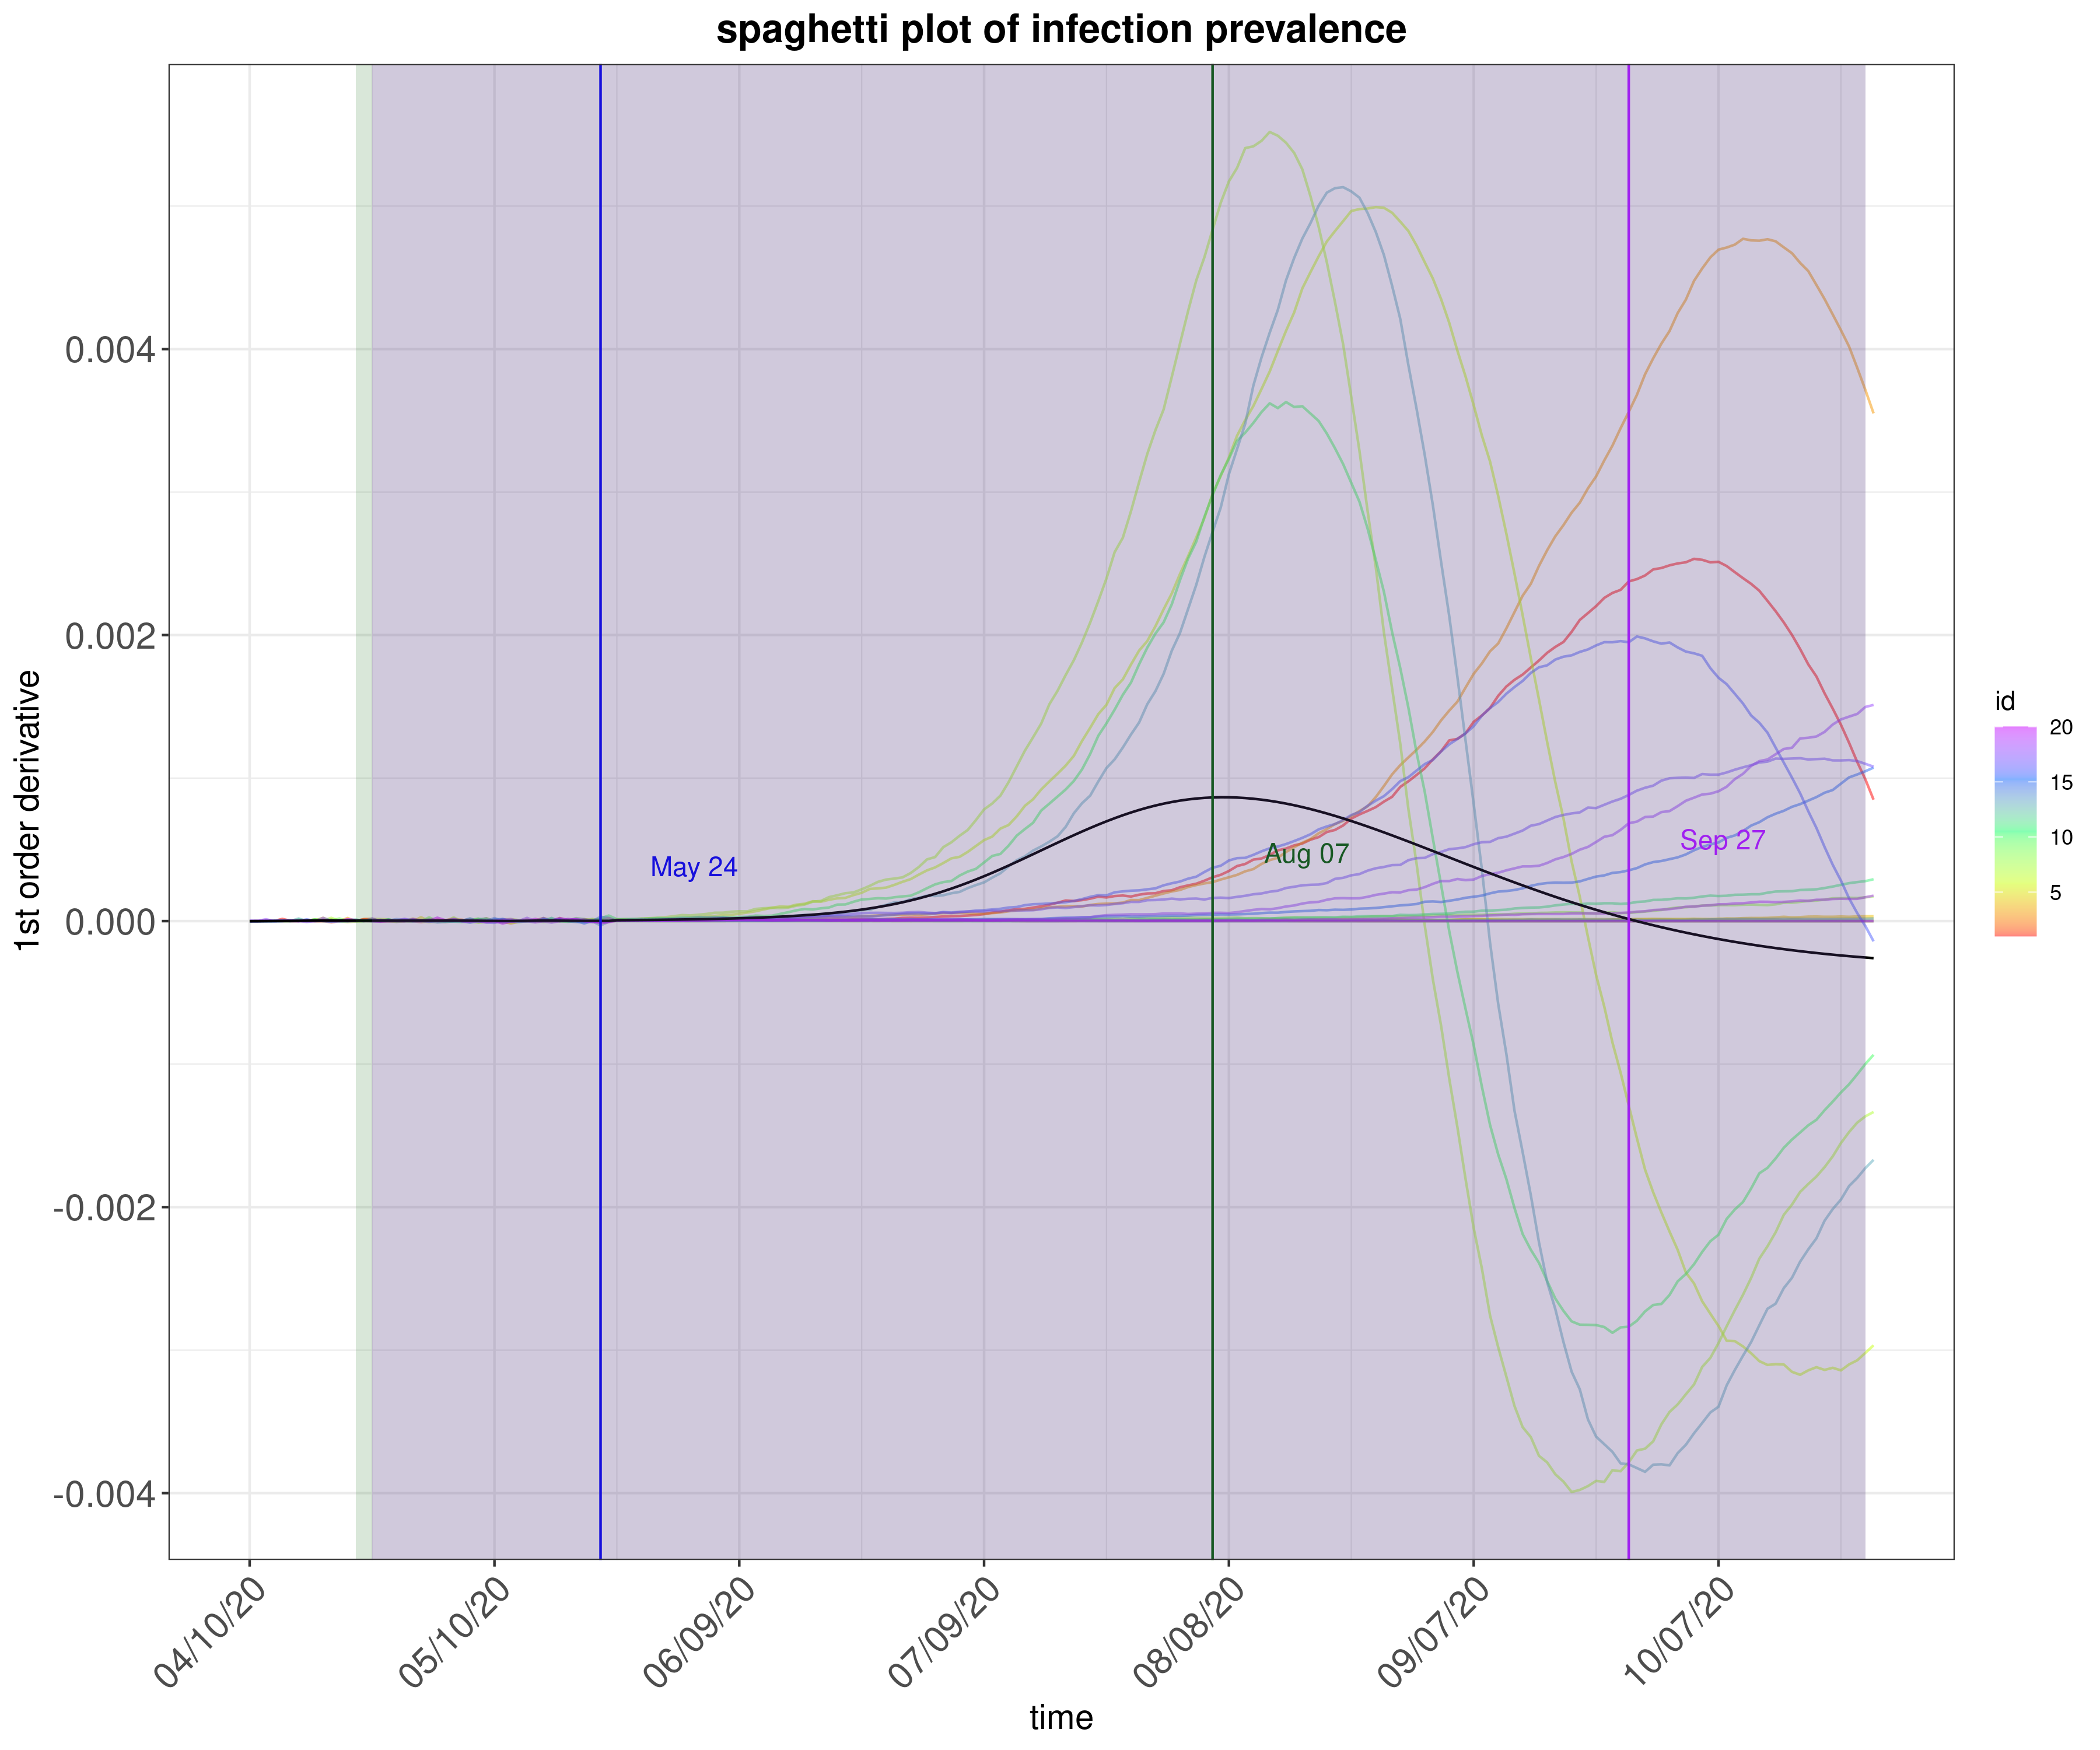 spaghetti plot of infection prevalence
1st order derivative
0.004
0.002
0.000
-0.002
-0.004
May 24
Aug 07
Sep 27
id
20
15
10
5
04/10/20
05/10/20
06/09/20
07/09/20
08/08/20
09/07/20
10/07/20
time